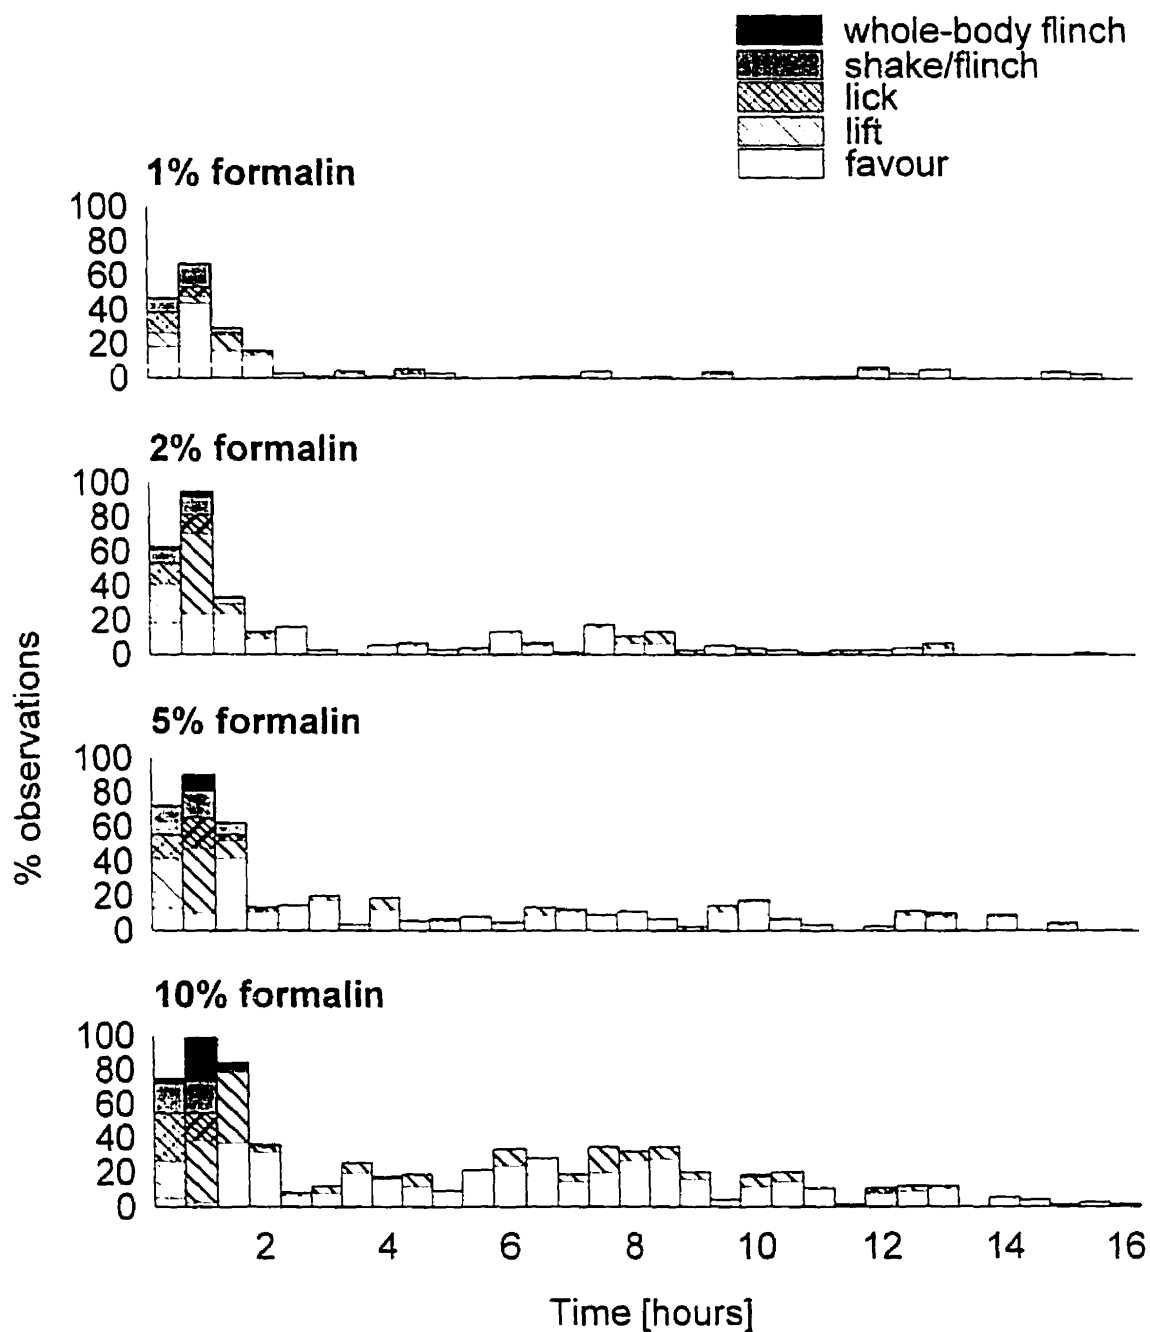 whole-body flinch
shake/flinch
lick
lift
favour
1% formalin
100
80
60
40
20
0
2% formalin
100
80
60
40
20
0
% observations
5% formalin
100
80
60
40
20
0
10% formalin
100
80
60
40
20
0
2 4 6 8 10 12 14 16
Time [hours]